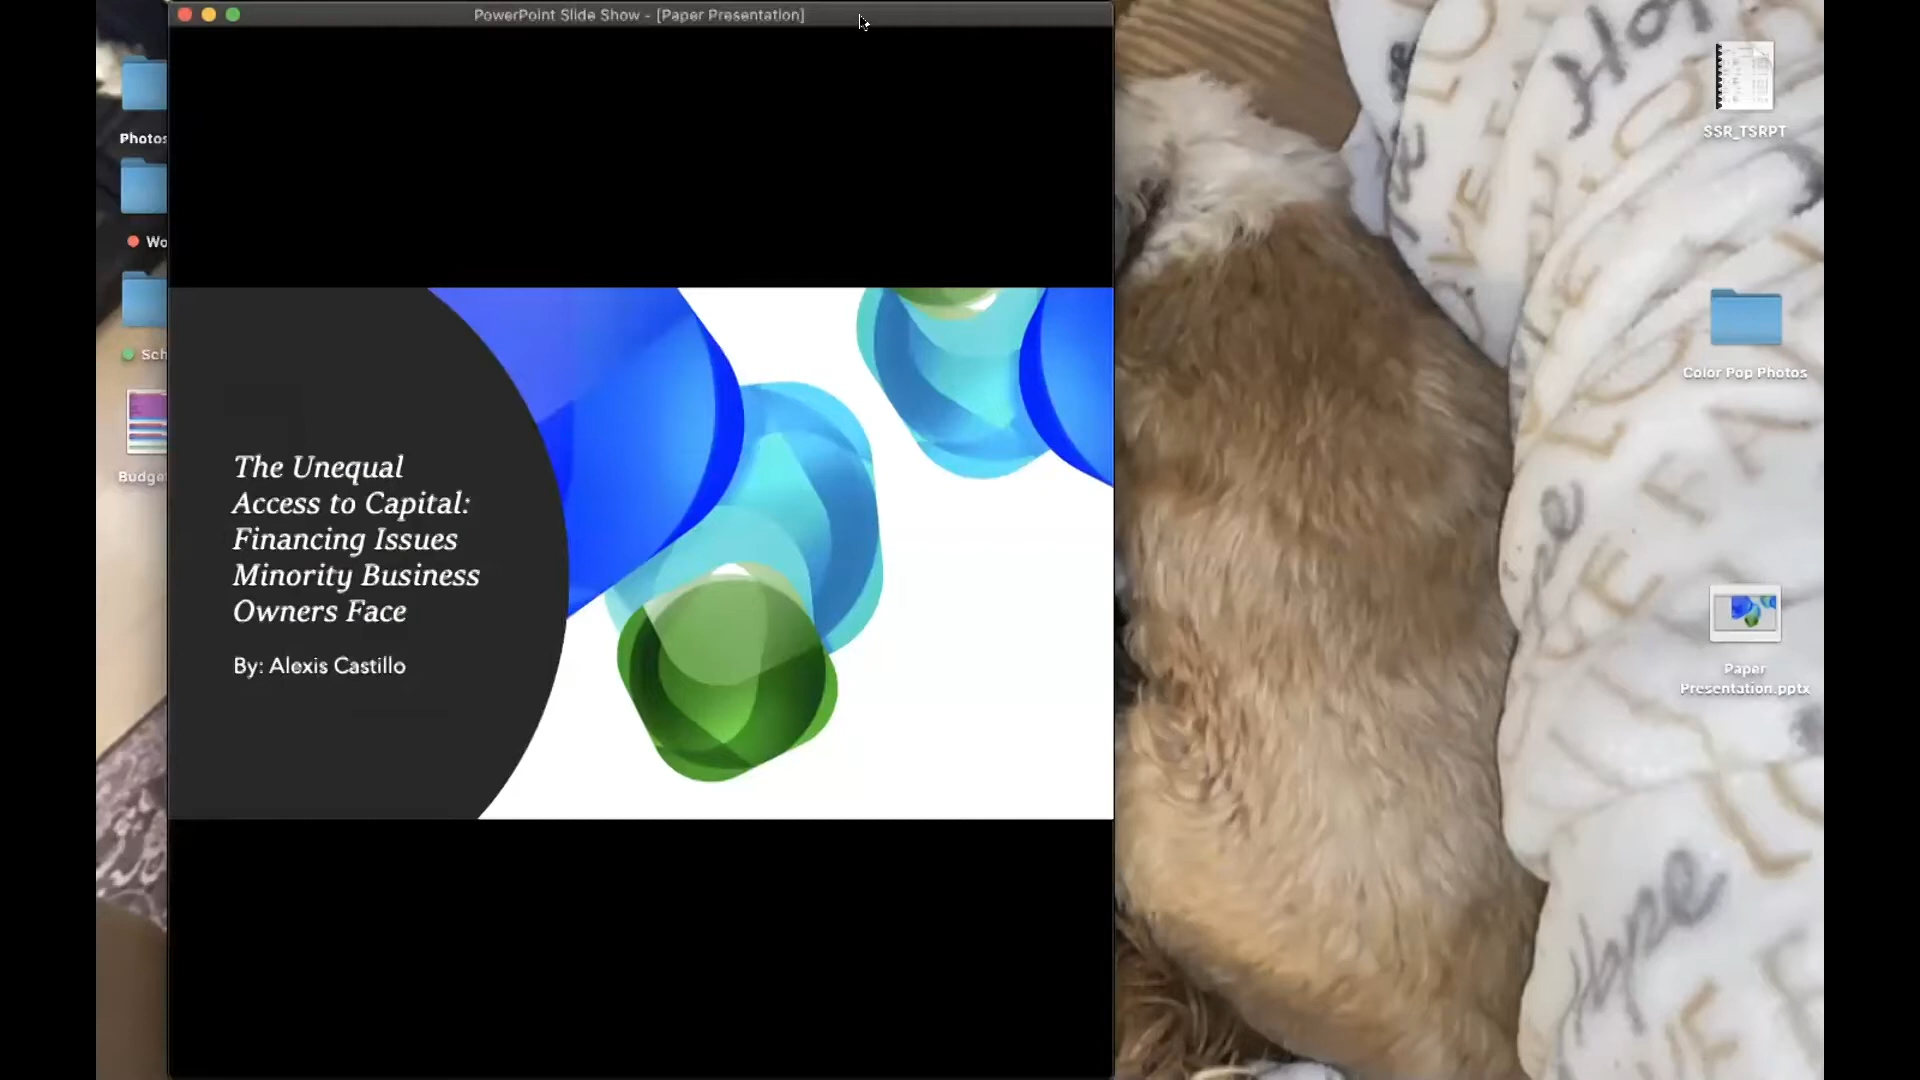 PowerPoint Slide Show - [Paper Presentation]
Photos
Wo
Sch
Budge
The Unequal
Access to Capital:
Financing Issues
Minority Business
Owners Face
By: Alexis Castillo
SSR_TSRPT
Color Pop Photos
Paper
Presentation.pptx
Hope